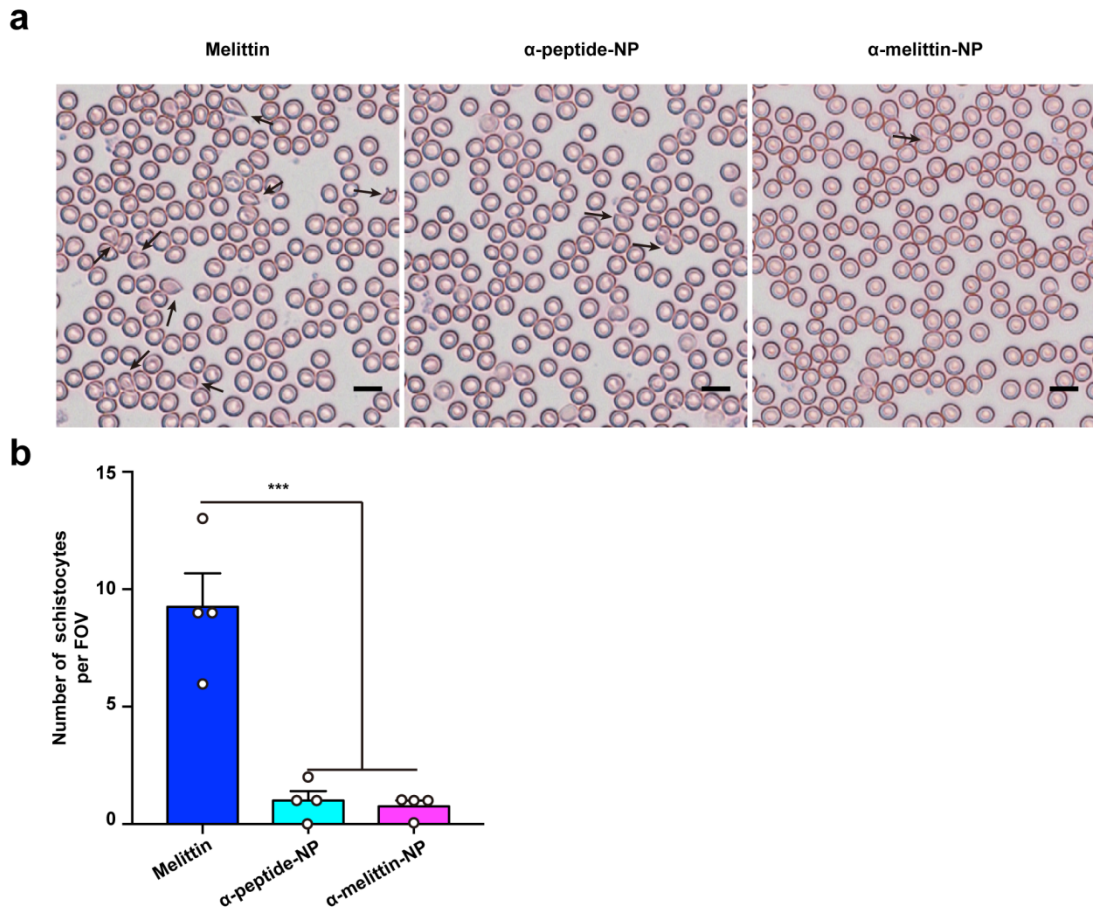 a
Melittin
α-peptide-NP
α-melittin-NP
b
Number of schistocytes
per FOV
15
10
5
0
***
Melittin
α-peptide-NP
α-melittin-NP